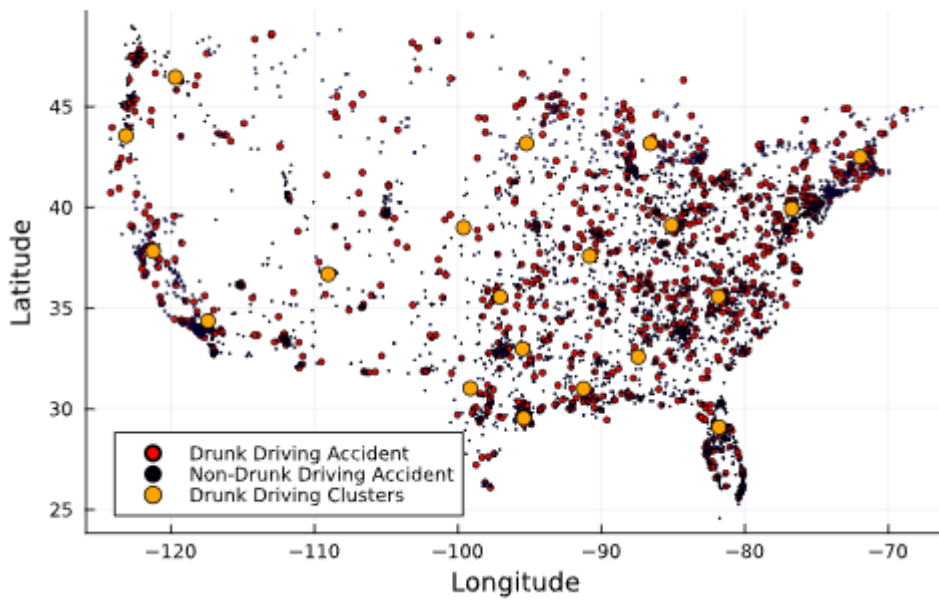 45
40
35
30
25
Latitude
Drunk Driving Accident
Non-Drunk Driving Accident
Drunk Driving Clusters
−120
−110
−100
−90
−80
−70
Longitude